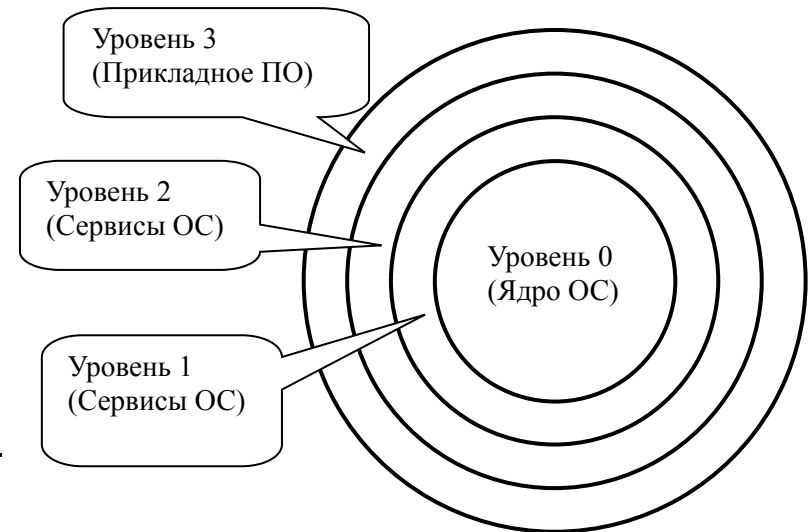 Уровень 3
(Прикладное ПО)
Уровень 2
(Сервисы ОС)
Уровень 0
(Ядро ОС)
Уровень 1
(Сервисы ОС)